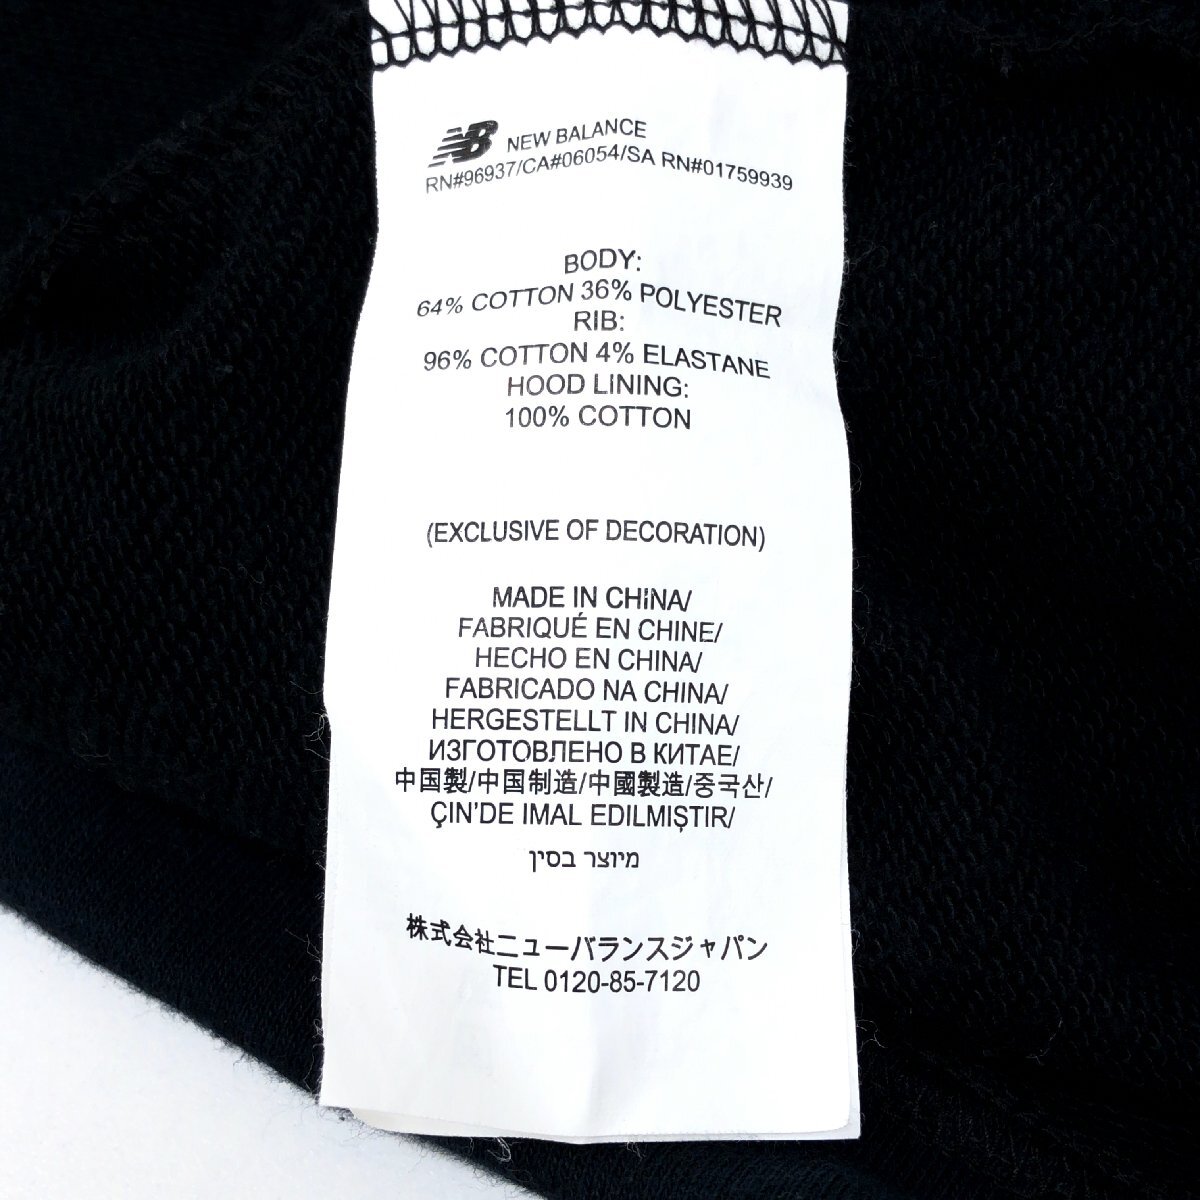 NB NEW BALANCE
RN#96937/CA#06054/SA RN#01759939
BODY:
64% COTTON 36% POLYESTER
RIB:
96% COTTON 4% ELASTANE
HOOD LINING:
100% COTTON
(EXCLUSIVE OF DECORATION)
MADE IN CHINA/
FABRIQUÉ EN CHINE/
HECHO EN CHINA/
FABRICADO NA CHINA/
HERGESTELLT IN CHINA/
ИЗГОТОВЛЕНО В КИТАЕ/
中国製/中国制造/中國製造/중국산/
ÇIN'DE IMAL EDILMIŞTIR/
מיוצר בסין
株式会社ニューバランスジャパン
TEL 0120-85-7120